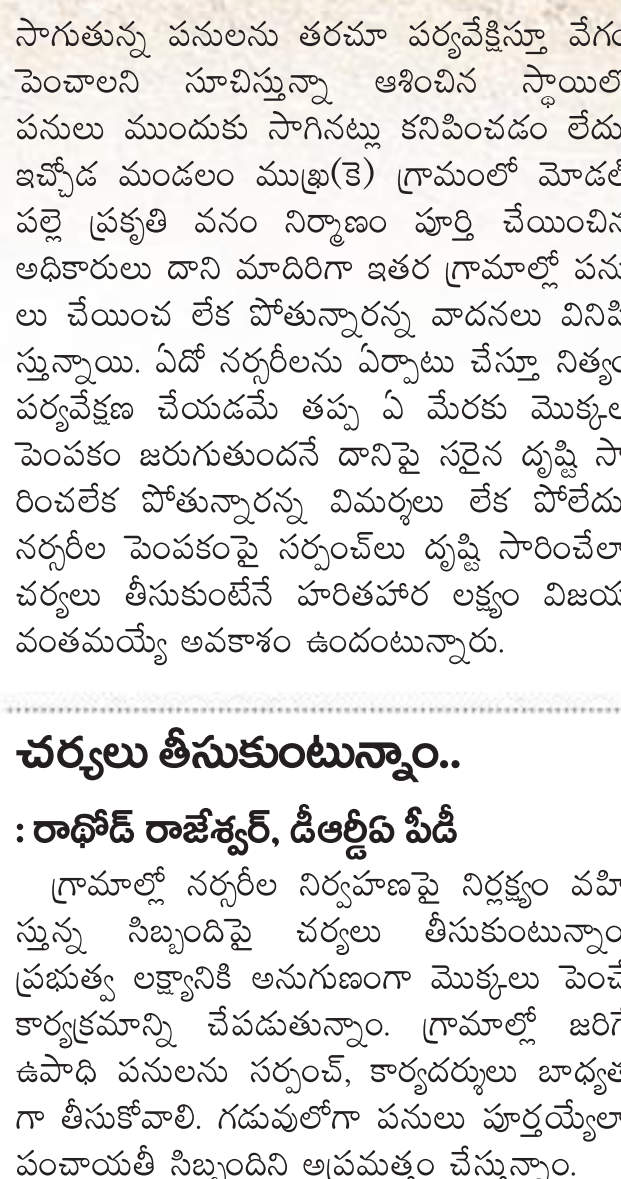 సాగుతున్న పనులను తరచూ పర్యవేక్షిస్తూ వేగం
పెంచాలని సూచిస్తున్నా ఆశించిన స్థాయిలో
పనులు ముందుకు సాగినట్లు కనిపించడం లేదు
ఇచ్చోడ మండలం ముఖ్ర(కె) గ్రామంలో మోడల్
పల్లె ప్రకృతి వనం నిర్మాణం పూర్తి చేయించిన
అధికారులు దాని మాదిరిగా ఇతర గ్రామాల్లో పను
లు చేయించ లేక పోతున్నారన్న వాదనలు వినిపి
స్తున్నాయి. ఏదో నర్సరీలను ఏర్పాటు చేస్తూ నిత్యం
పర్యవేక్షణ చేయడమే తప్ప ఏ మేరకు మొక్కల
పెంపకం జరుగుతుందనే దానిపై సరైన దృష్టి సా
రించలేక పోతున్నారన్న విమర్శలు లేక పోలేదు
నర్సరీల పెంపకంపై సర్పంచ్‌లు దృష్టి సారించేలా
చర్యలు తీసుకుంటేనే హరితహార లక్ష్యం విజయ
వంతమయ్యే అవకాశం ఉందంటున్నారు.
చర్యలు తీసుకుంటున్నాం..
: రాథోడ్ రాజేశ్వర్, డీఆర్డీఏ పీడీ
గ్రామాల్లో నర్సరీల నిర్వహణపై నిర్లక్ష్యం వహి
స్తున్న సిబ్బందిపై చర్యలు తీసుకుంటున్నాం
ప్రభుత్వ లక్ష్యానికి అనుగుణంగా మొక్కలు పెంచే
కార్యక్రమాన్ని చేపడుతున్నాం. గ్రామాల్లో జరిగే
ఉపాధి పనులను సర్పంచ్, కార్యదర్శులు బాధ్యత
గా తీసుకోవాలి. గడువులోగా పనులు పూర్తయ్యేలా
పంచాయతీ సిబ్బందిని అప్రమత్తం చేస్తున్నాం.